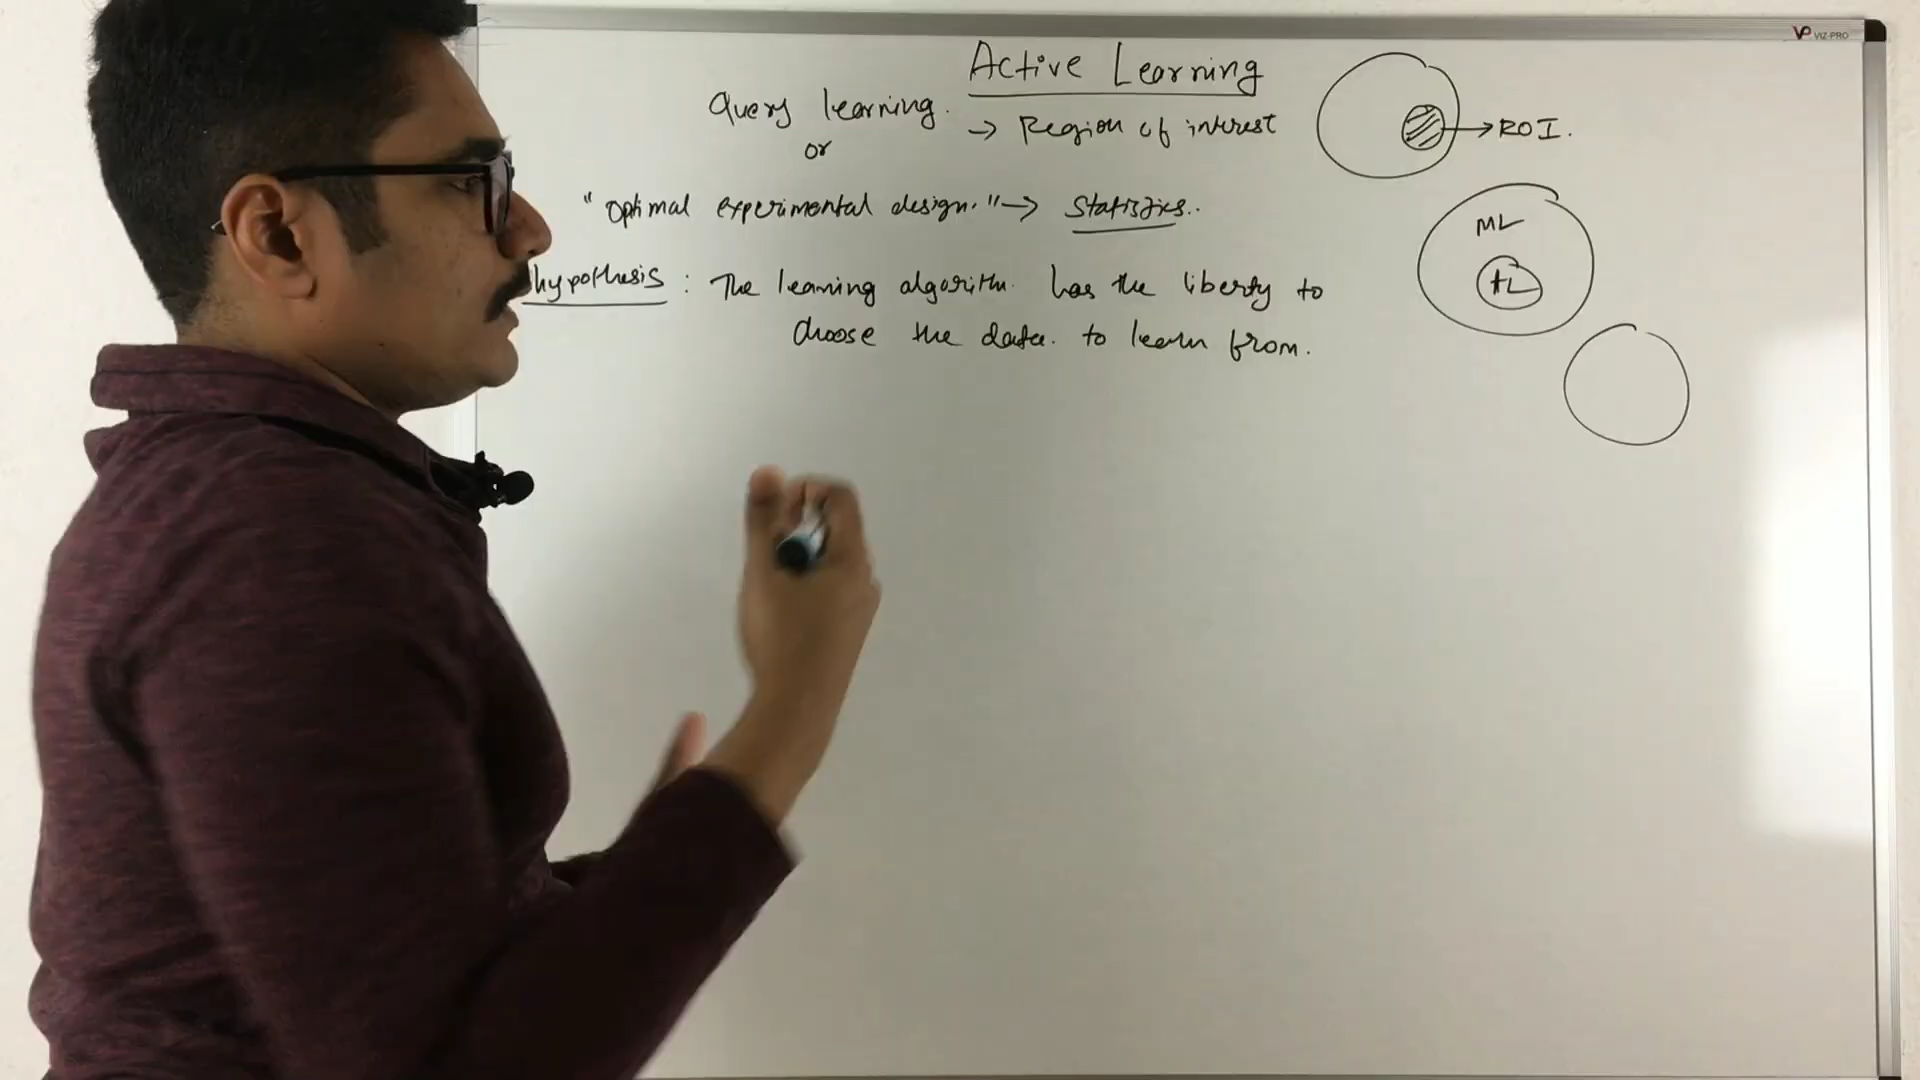 VP VIZ-PRO
Active Learning
Query learning.
→ Region of interest
→ ROI.
or
"Optimal experimental design." → Statistics..
ML
AL
hypothesis : The learning algorithm. has the liberty to
choose the data. to learn from.